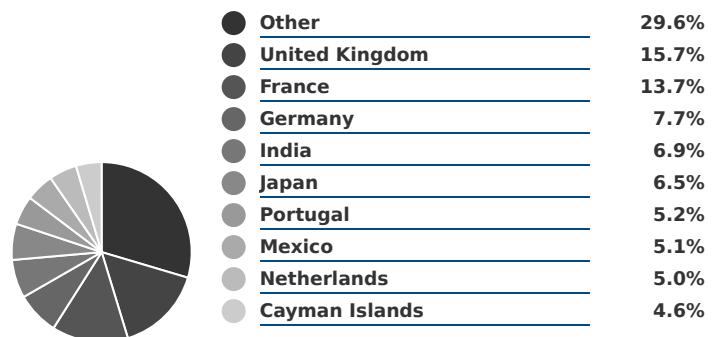 Other 29.6%
United Kingdom 15.7%
France 13.7%
Germany 7.7%
India 6.9%
Japan 6.5%
Portugal 5.2%
Mexico 5.1%
Netherlands 5.0%
Cayman Islands 4.6%